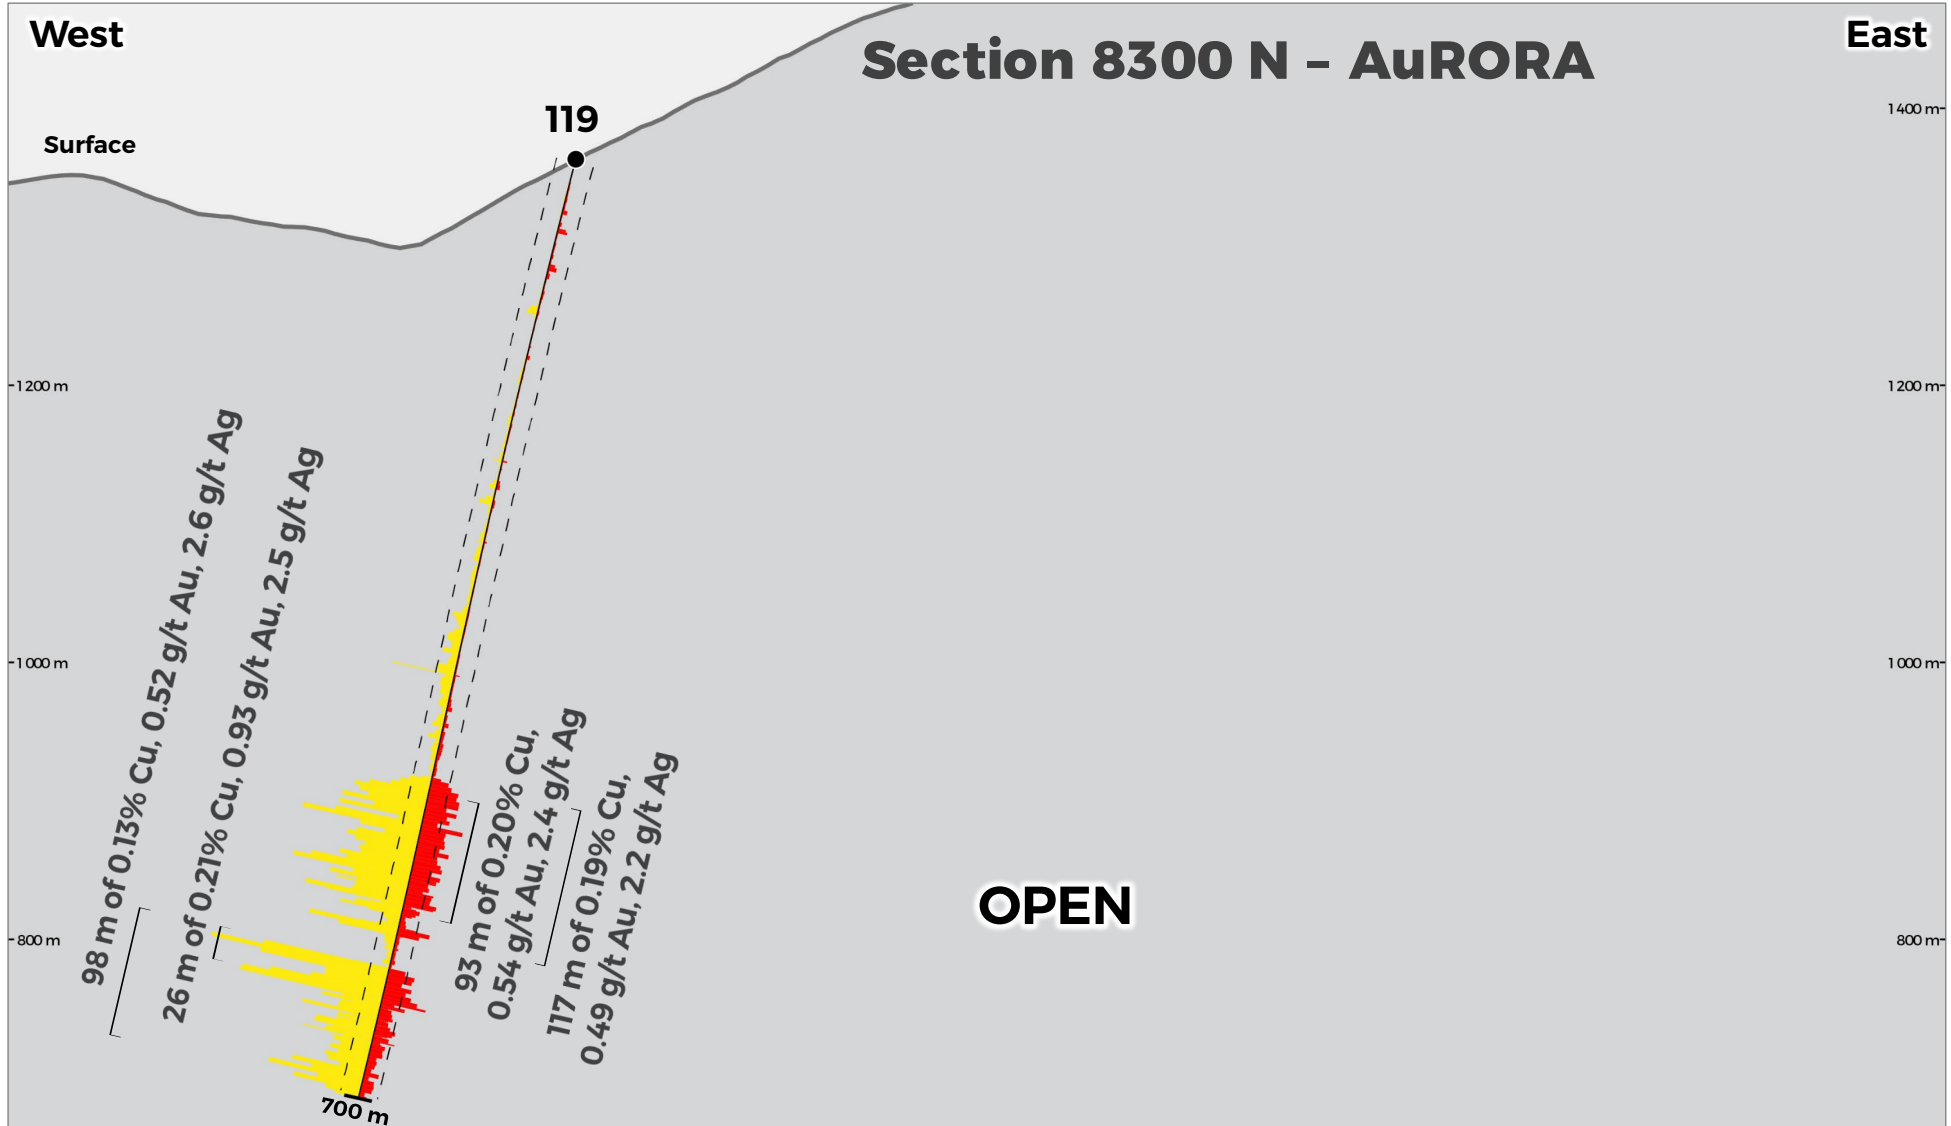 West
East
Section 8300 N – AuRORA
1400 m
119
Surface
1200 m
1200 m
1000 m
1000 m
98 m of 0.13% Cu, 0.52 g/t Au, 2.6 g/t Ag
26 m of 0.21% Cu, 0.93 g/t Au, 2.5 g/t Ag
93 m of 0.20% Cu,
0.54 g/t Au, 2.4 g/t Ag
117 m of 0.19% Cu,
0.49 g/t Au, 2.2 g/t Ag
OPEN
800 m
800 m
700 m